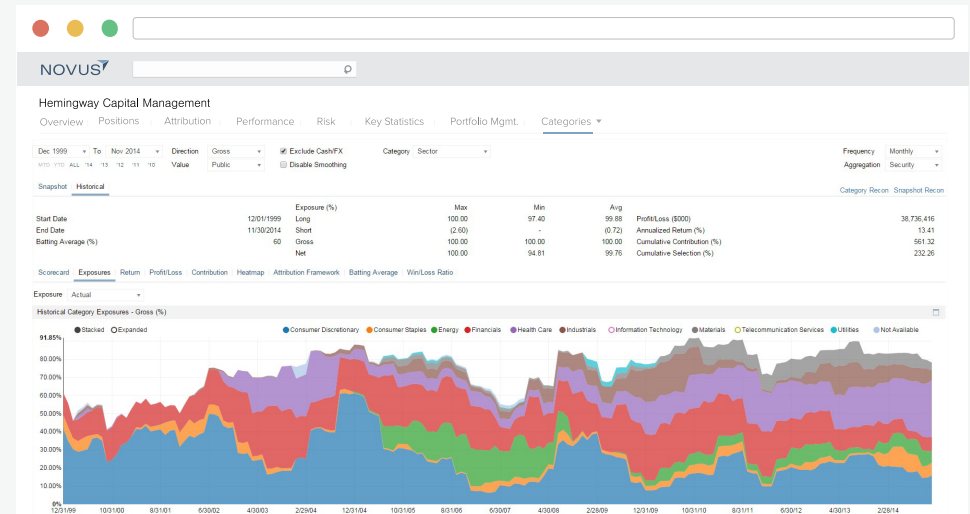 NOVUS
Hemingway Capital Management
Overview Positions Attribution Performance Risk Key Statistics Portfolio Mgmt. Categories
Dec 1999 To Nov 2014 Direction Gross Exclude Cash/FX Category Sector Frequency Monthly
MTD YTD ALL '14 '13 '12 '11 '10 Value Public Disable Smoothing Aggregation Security
Snapshot Historical Category Recon Snapshot Recon
Exposure (%) Max Min Avg
Start Date 12/01/1999 Long 100.00 97.40 99.88 Profit/Loss ($000) 38,736,416
End Date 11/30/2014 Short (2.60) - (0.72) Annualized Return (%) 13.41
Batting Average (%) 60 Gross 100.00 100.00 100.00 Cumulative Contribution (%) 561.32
Net 100.00 94.81 99.76 Cumulative Selection (%) 232.26
Scorecard Exposures Return Profit/Loss Contribution Heatmap Attribution Framework Batting Average Win/Loss Ratio
Exposure Actual
Historical Category Exposures - Gross (%)
Stacked Expanded Consumer Discretionary Consumer Staples Energy Financials Health Care Industrials Information Technology Materials Telecommunication Services Utilities Not Available
91.85%
80.00%
70.00%
60.00%
50.00%
40.00%
30.00%
20.00%
10.00%
0%
12/31/99 10/31/00 8/31/01 6/30/02 4/30/03 2/29/04 12/31/04 10/31/05 8/31/06 6/30/07 4/30/08 2/28/09 12/31/09 10/31/10 8/31/11 6/30/12 4/30/13 2/28/14